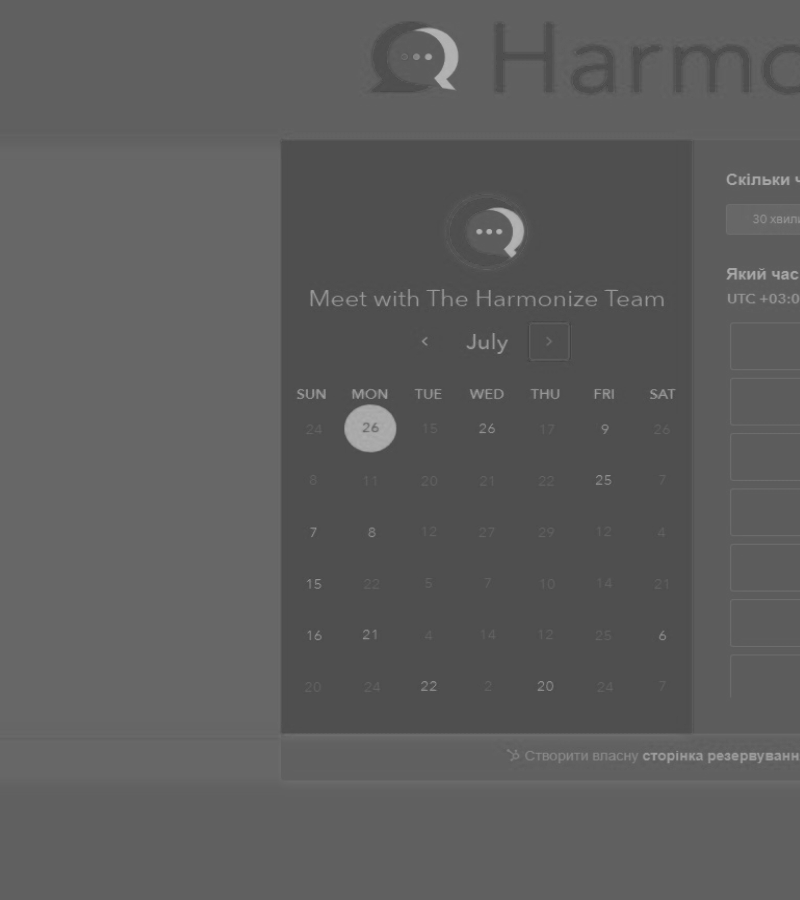 Harmo
Meet with The Harmonize Team
‹ July ›
SUN MON TUE WED THU FRI SAT
24 26 15 26 17 9 26
8 11 20 21 22 25 7
7 8 12 27 29 12 4
15 22 5 7 10 14 21
16 21 4 14 12 25 6
20 24 22 2 20 24 7
Скільки ч
30 хвили
Який час
UTC +03:0
Створити власну сторінка резервуванн